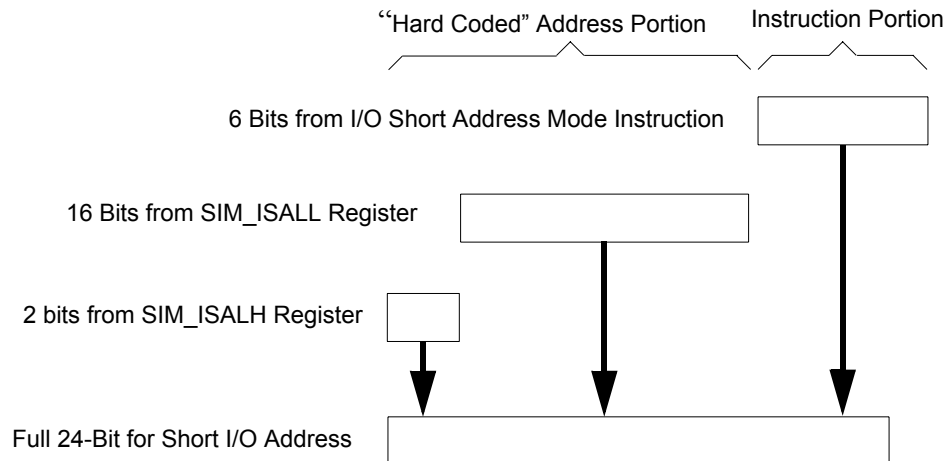 “Hard Coded” Address Portion
Instruction Portion
6 Bits from I/O Short Address Mode Instruction
16 Bits from SIM_ISALL Register
2 bits from SIM_ISALH Register
Full 24-Bit for Short I/O Address